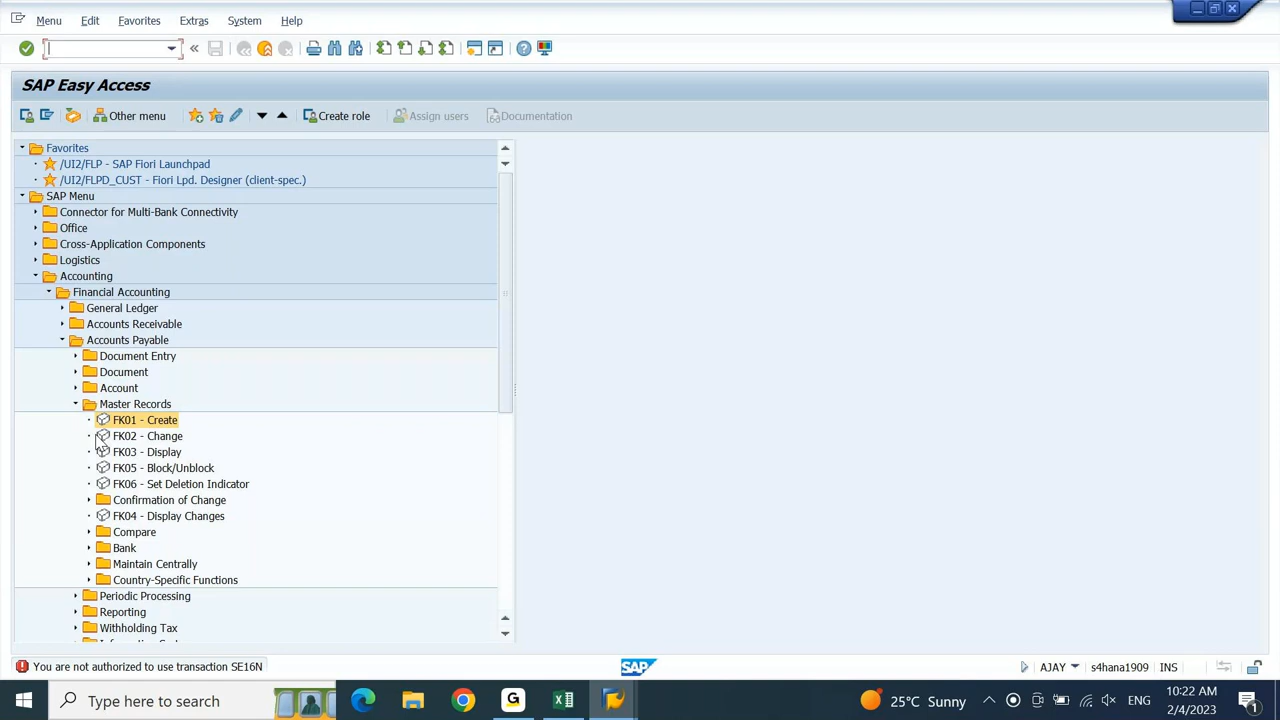 Menu Edit Favorites Extras System Help
SAP Easy Access
Other menu Create role Assign users Documentation
Favorites
/UI2/FLP - SAP Fiori Launchpad
/UI2/FLPD_CUST - Fiori Lpd. Designer (client-spec.)
SAP Menu
Connector for Multi-Bank Connectivity
Office
Cross-Application Components
Logistics
Accounting
Financial Accounting
General Ledger
Accounts Receivable
Accounts Payable
Document Entry
Document
Account
Master Records
FK01 - Create
FK02 - Change
FK03 - Display
FK05 - Block/Unblock
FK06 - Set Deletion Indicator
Confirmation of Change
FK04 - Display Changes
Compare
Bank
Maintain Centrally
Country-Specific Functions
Periodic Processing
Reporting
Withholding Tax
You are not authorized to use transaction SE16N SAP AJAY s4hana1909 INS
Type here to search 25°C Sunny ENG 10:22 AM
2/4/2023 1